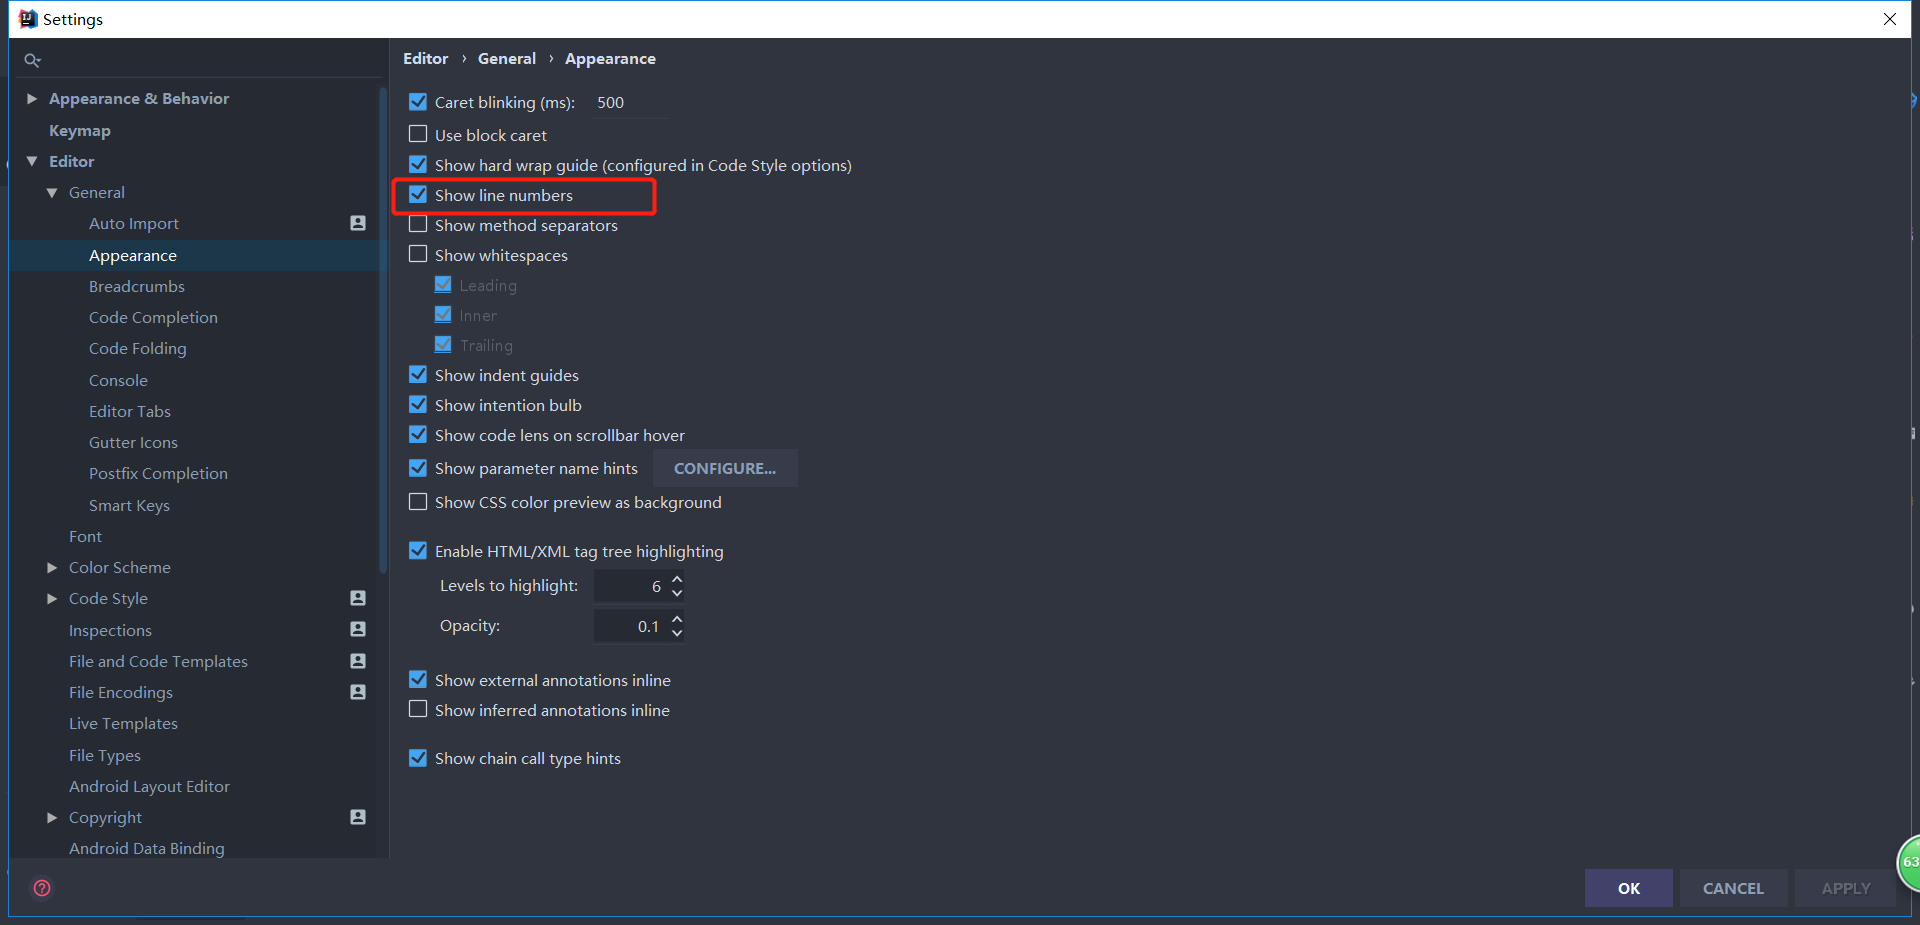 Settings
Appearance & Behavior
Keymap
Editor
General
Auto Import
Appearance
Breadcrumbs
Code Completion
Code Folding
Console
Editor Tabs
Gutter Icons
Postfix Completion
Smart Keys
Font
Color Scheme
Code Style
Inspections
File and Code Templates
File Encodings
Live Templates
File Types
Android Layout Editor
Copyright
Android Data Binding
Editor › General › Appearance
Caret blinking (ms): 500
Use block caret
Show hard wrap guide (configured in Code Style options)
Show line numbers
Show method separators
Show whitespaces
Leading
Inner
Trailing
Show indent guides
Show intention bulb
Show code lens on scrollbar hover
Show parameter name hints CONFIGURE...
Show CSS color preview as background
Enable HTML/XML tag tree highlighting
Levels to highlight: 6
Opacity: 0.1
Show external annotations inline
Show inferred annotations inline
Show chain call type hints
63
? OK CANCEL APPLY